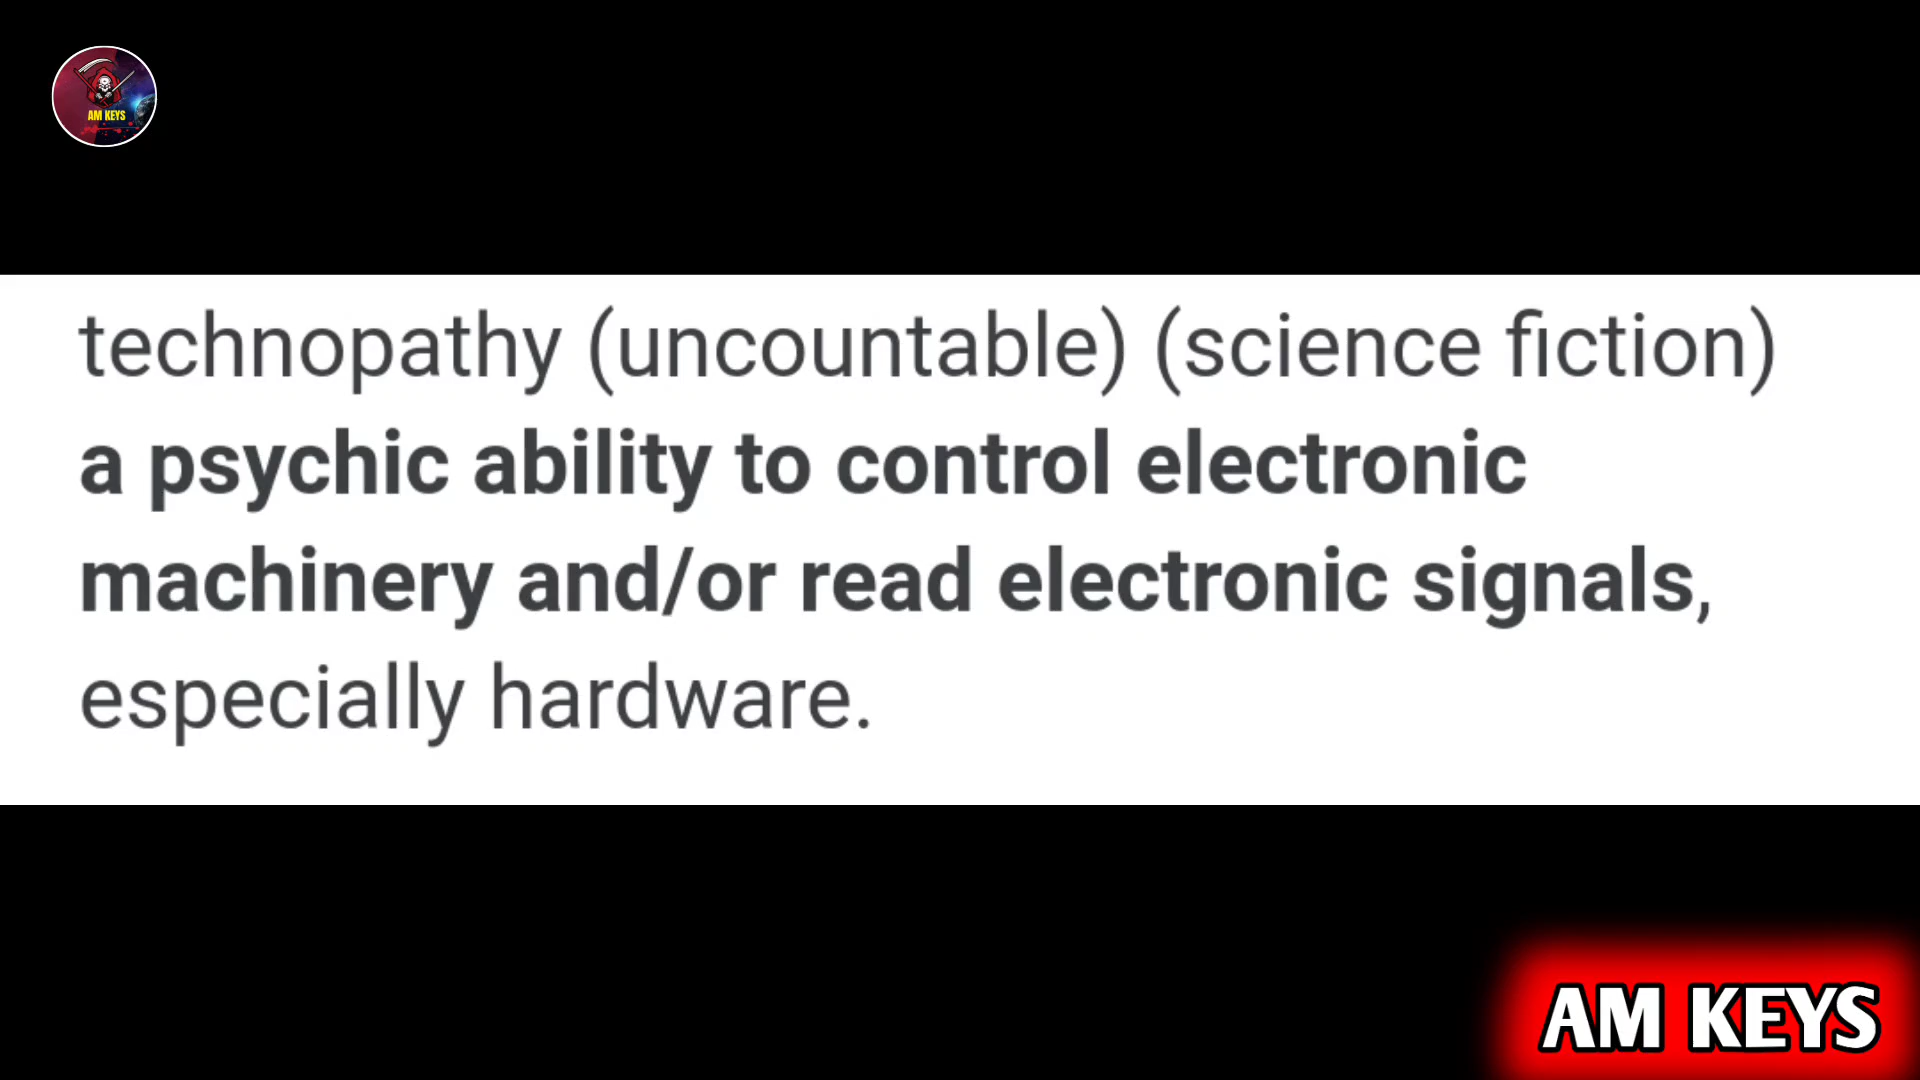 AM KEYS
technopathy (uncountable) (science fiction)
a psychic ability to control electronic
machinery and/or read electronic signals,
especially hardware.
AM KEYS